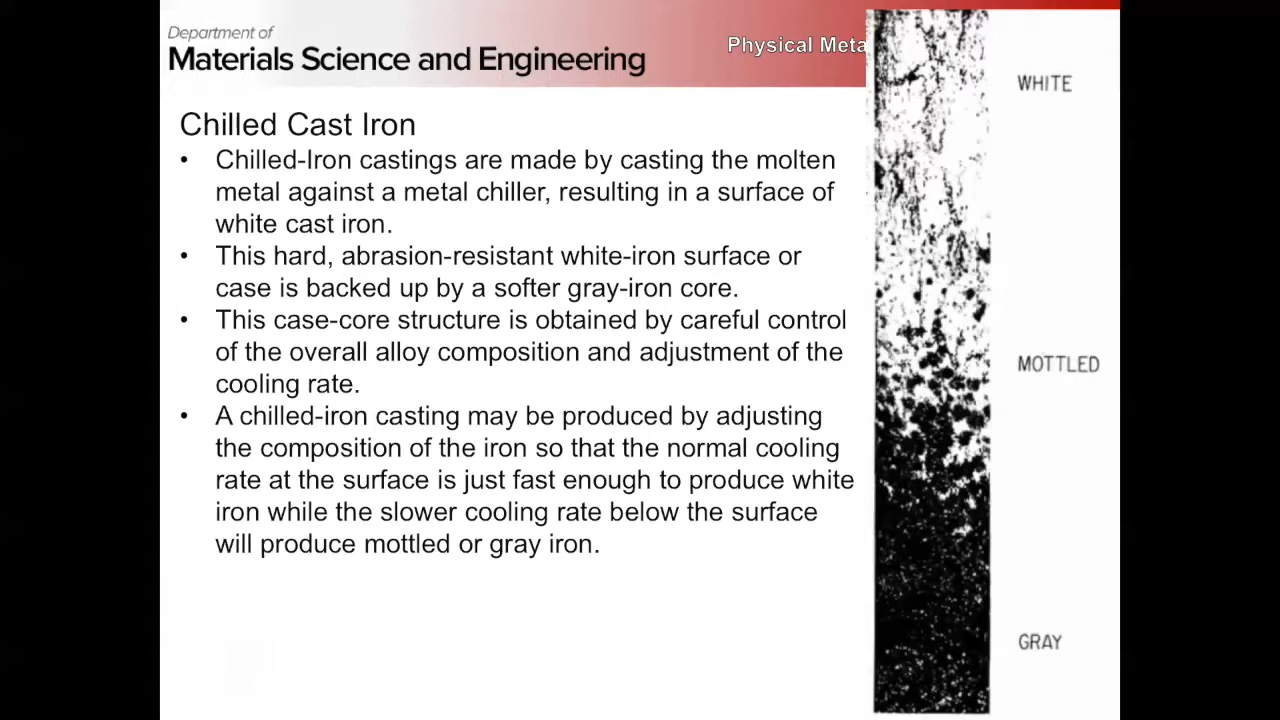 Department of
Materials Science and Engineering
Physical Meta
Chilled Cast Iron
• Chilled-Iron castings are made by casting the molten
metal against a metal chiller, resulting in a surface of
white cast iron.
• This hard, abrasion-resistant white-iron surface or
case is backed up by a softer gray-iron core.
• This case-core structure is obtained by careful control
of the overall alloy composition and adjustment of the
cooling rate.
• A chilled-iron casting may be produced by adjusting
the composition of the iron so that the normal cooling
rate at the surface is just fast enough to produce white
iron while the slower cooling rate below the surface
will produce mottled or gray iron.
WHITE
MOTTLED
GRAY